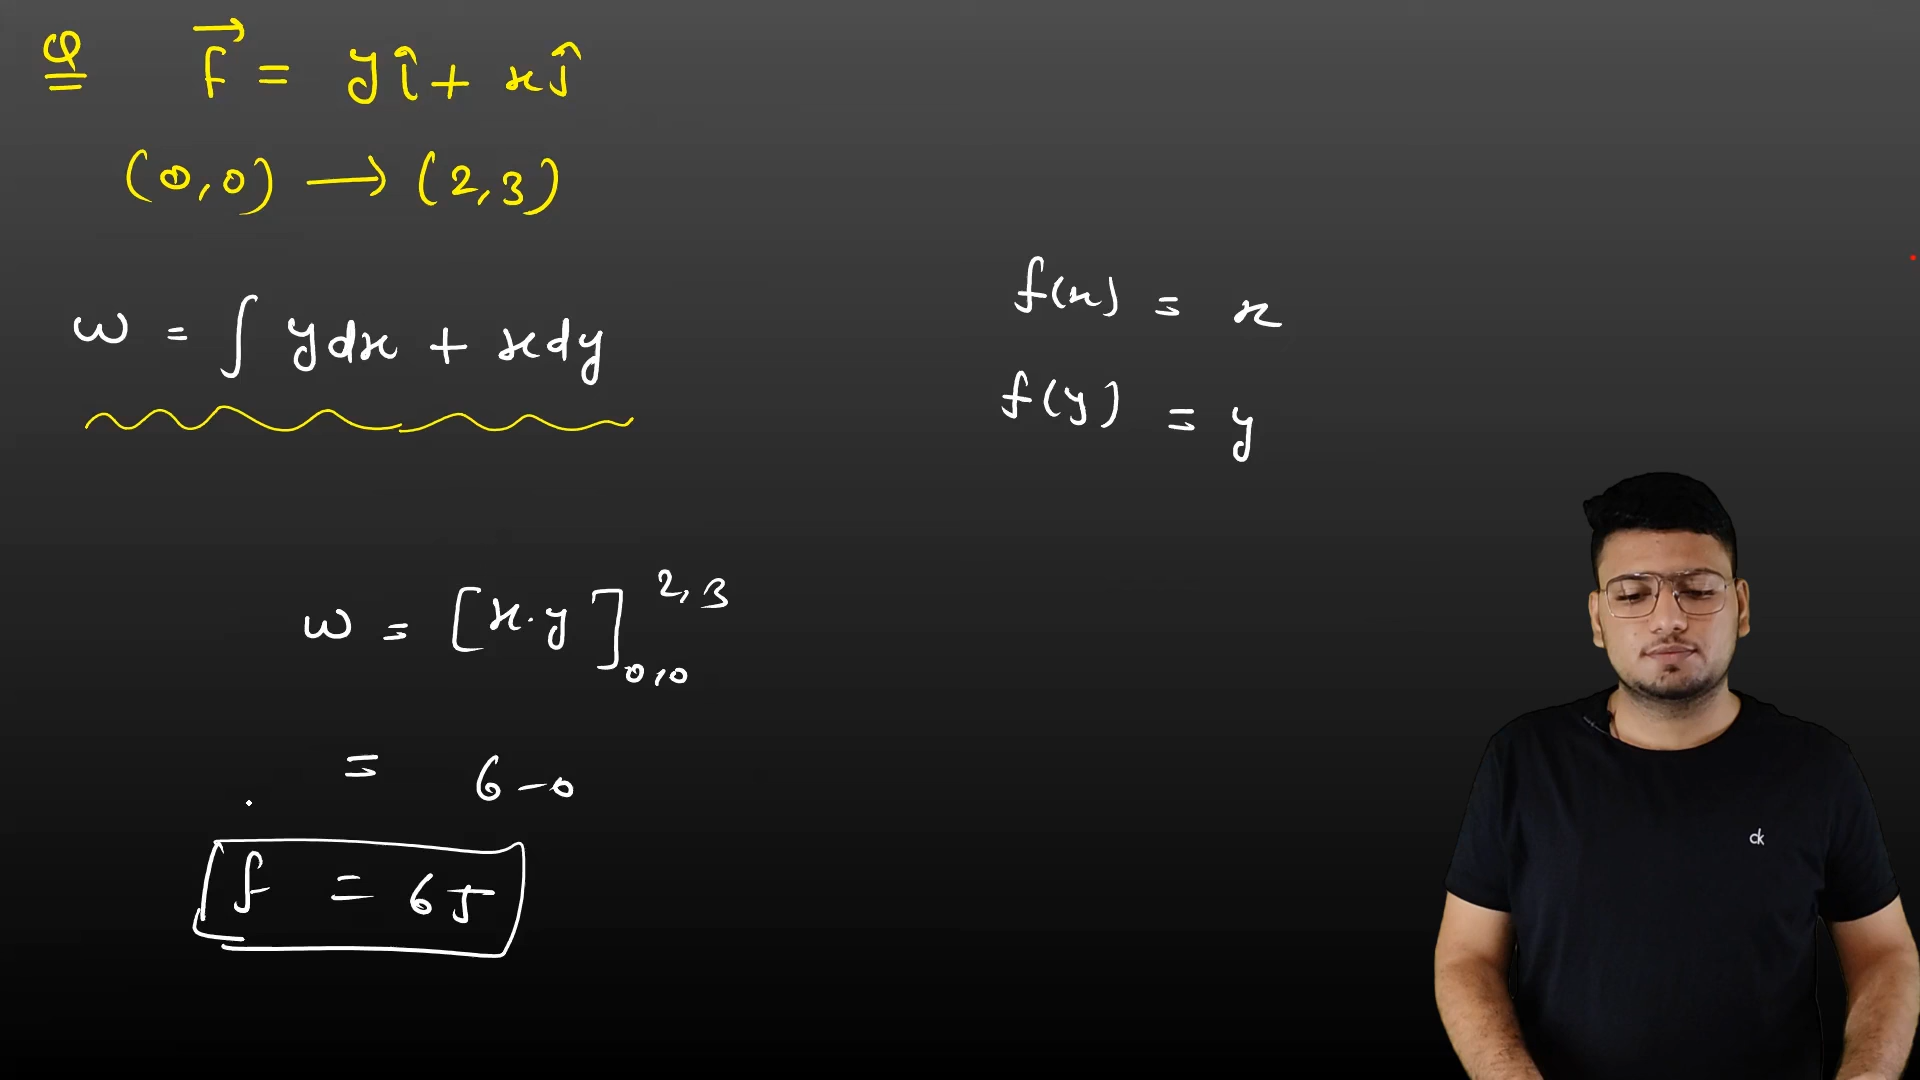 Q F⃗ = yî + xĵ
(0,0) → (2,3)
w = ∫ ydx + xdy
f(x) = x
f(y) = y
w = [x·y]₀,₀^2,3
= 6-0
f = 6J
ck